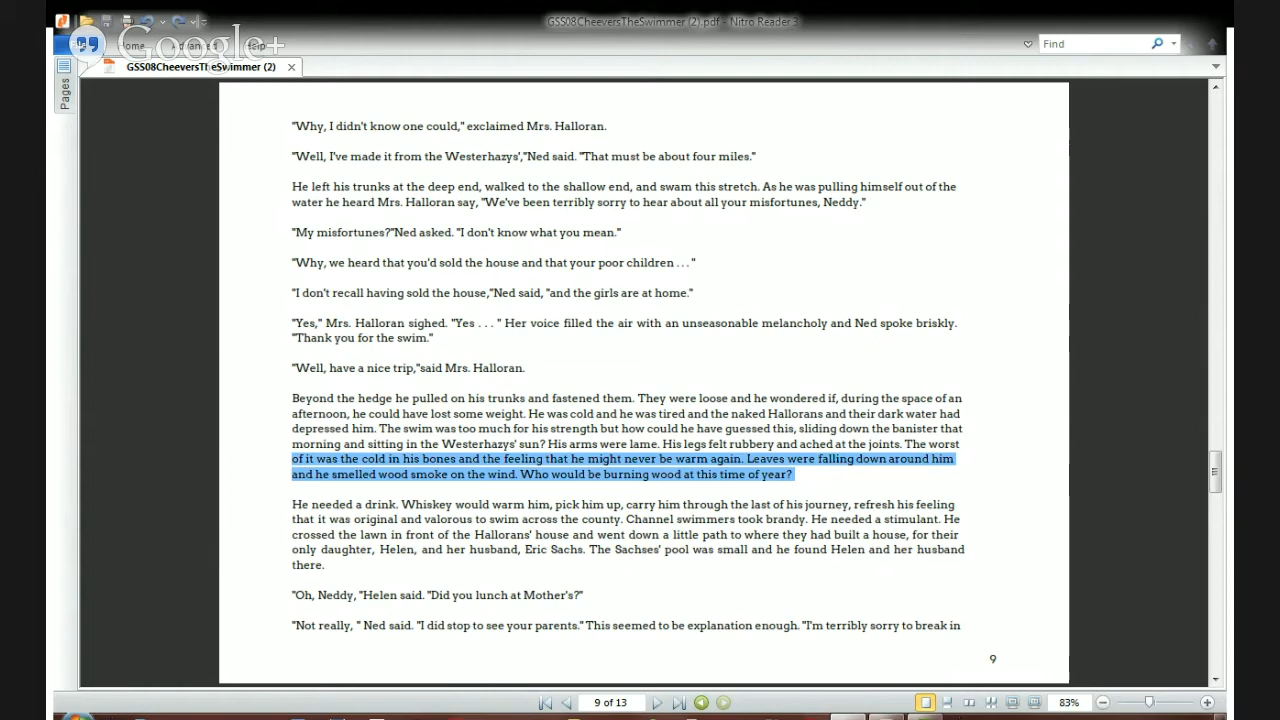 GSS08CheeversTheSwimmer (2).pdf - Nitro Reader 3
Google+
Home Advanced Help
Find
GSS08CheeversTheSwimmer (2)
Pages
"Why, I didn't know one could," exclaimed Mrs. Halloran.
"Well, I've made it from the Westerhazys',"Ned said. "That must be about four miles."
He left his trunks at the deep end, walked to the shallow end, and swam this stretch. As he was pulling himself out of the
water he heard Mrs. Halloran say, "We've been terribly sorry to hear about all your misfortunes, Neddy."
"My misfortunes?"Ned asked. "I don't know what you mean."
"Why, we heard that you'd sold the house and that your poor children . . . "
"I don't recall having sold the house,"Ned said, "and the girls are at home."
"Yes," Mrs. Halloran sighed. "Yes . . . " Her voice filled the air with an unseasonable melancholy and Ned spoke briskly.
"Thank you for the swim."
"Well, have a nice trip,"said Mrs. Halloran.
Beyond the hedge he pulled on his trunks and fastened them. They were loose and he wondered if, during the space of an
afternoon, he could have lost some weight. He was cold and he was tired and the naked Hallorans and their dark water had
depressed him. The swim was too much for his strength but how could he have guessed this, sliding down the banister that
morning and sitting in the Westerhazys' sun? His arms were lame. His legs felt rubbery and ached at the joints. The worst
of it was the cold in his bones and the feeling that he might never be warm again. Leaves were falling down around him
and he smelled wood smoke on the wind. Who would be burning wood at this time of year?
He needed a drink. Whiskey would warm him, pick him up, carry him through the last of his journey, refresh his feeling
that it was original and valorous to swim across the county. Channel swimmers took brandy. He needed a stimulant. He
crossed the lawn in front of the Hallorans' house and went down a little path to where they had built a house, for their
only daughter, Helen, and her husband, Eric Sachs. The Sachses' pool was small and he found Helen and her husband
there.
"Oh, Neddy, "Helen said. "Did you lunch at Mother's?"
"Not really, " Ned said. "I did stop to see your parents." This seemed to be explanation enough. "I'm terribly sorry to break in
9
9 of 13
83%